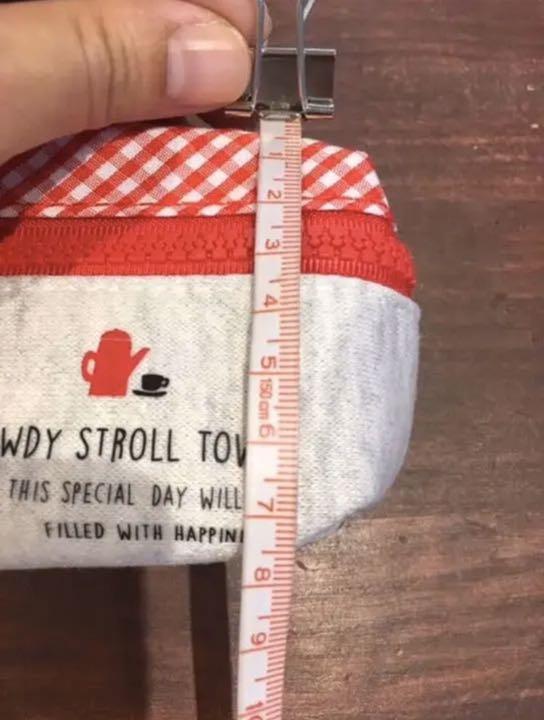 1
2
3
4
5
150cm
6
7
8
9
WDY STROLL TOW
THIS SPECIAL DAY WILL
FILLED WITH HAPPIN